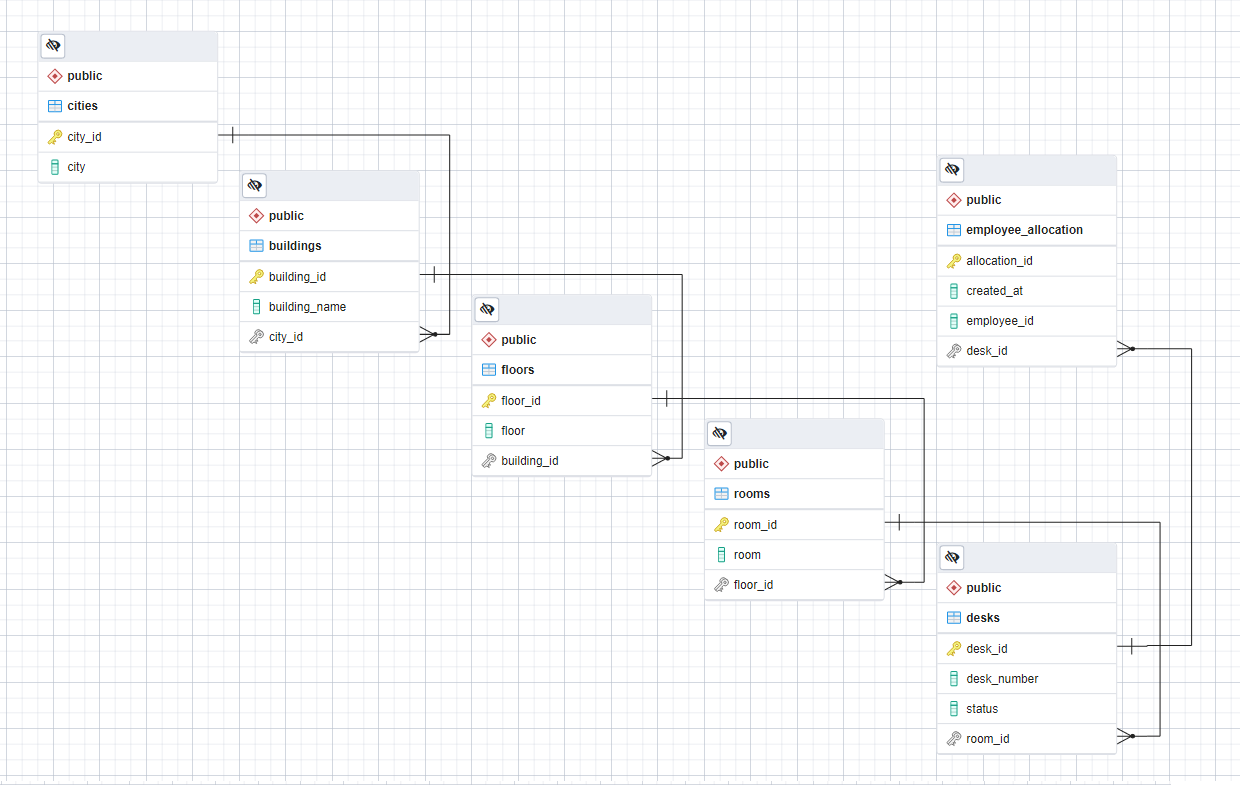 public
cities
city_id
city
public
buildings
building_id
building_name
city_id
public
floors
floor_id
floor
building_id
public
rooms
room_id
room
floor_id
public
employee_allocation
allocation_id
created_at
employee_id
desk_id
public
desks
desk_id
desk_number
status
room_id